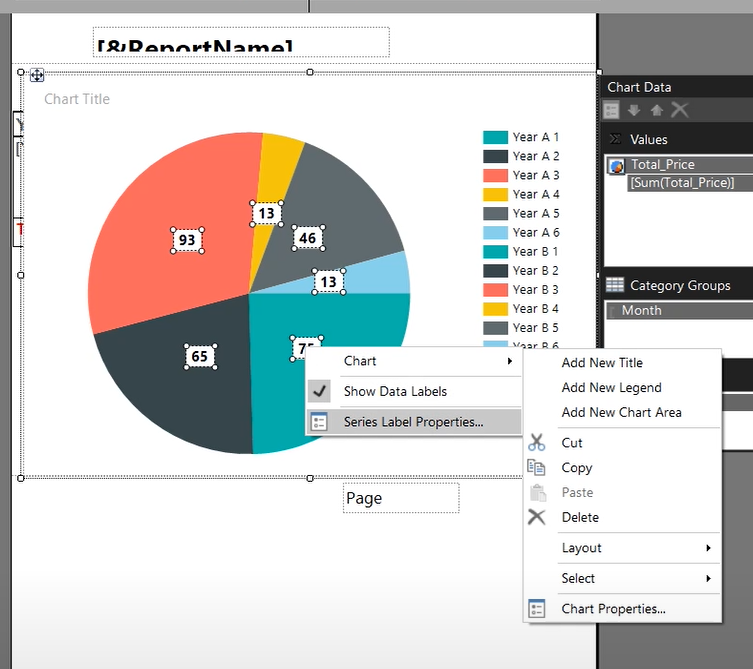 [&ReportName]
Chart Title
Year A 1
Year A 2
Year A 3
Year A 4
Year A 5
Year A 6
Year B 1
Year B 2
Year B 3
Year B 4
Year B 5
Year B 6
93
13
46
13
65
75
Chart
Show Data Labels
Series Label Properties...
Add New Title
Add New Legend
Add New Chart Area
Cut
Copy
Paste
Delete
Layout
Select
Chart Properties...
Page
Chart Data
Values
Total_Price
[Sum(Total_Price)]
Category Groups
Month